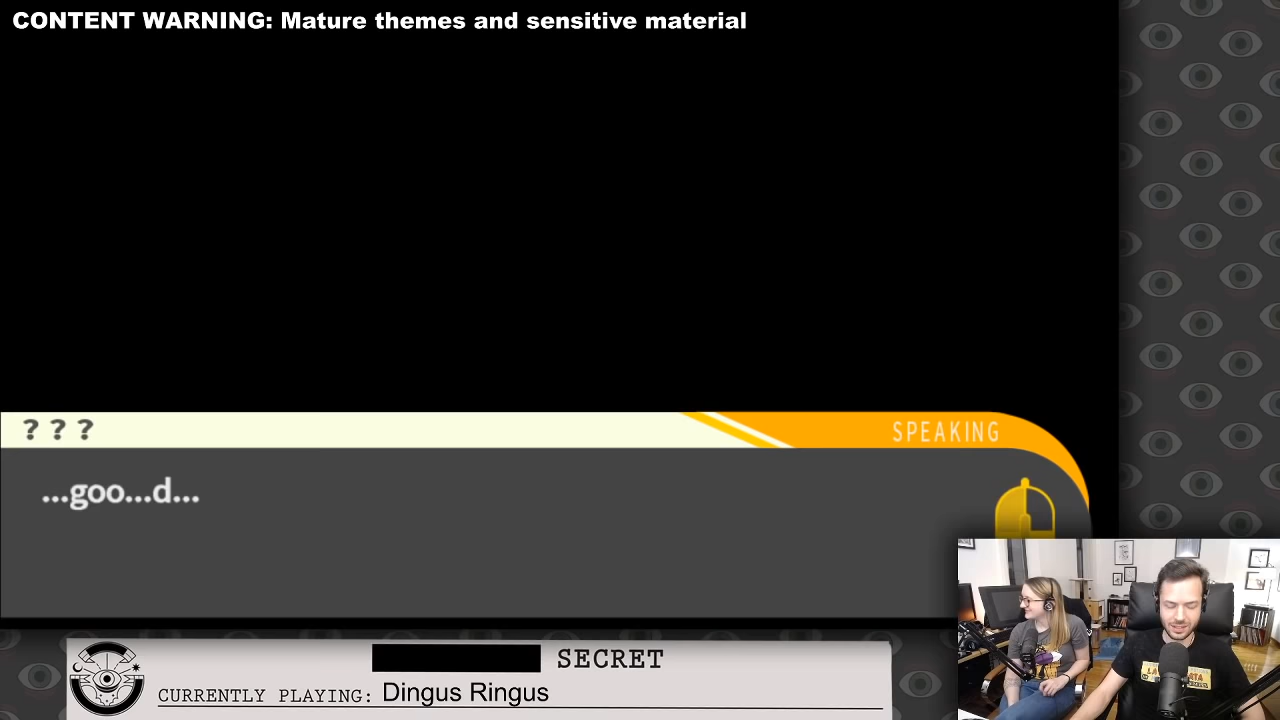 CONTENT WARNING: Mature themes and sensitive material
? ? ?
SPEAKING
...goo...d...
SECRET
CURRENTLY PLAYING: Dingus Ringus